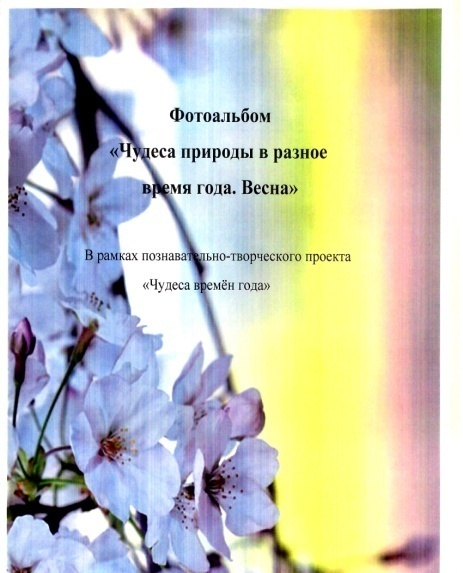 Фотоальбом
«Чудеса природы в разное
время года. Весна»
В рамках познавательно-творческого проекта
«Чудеса времён года»